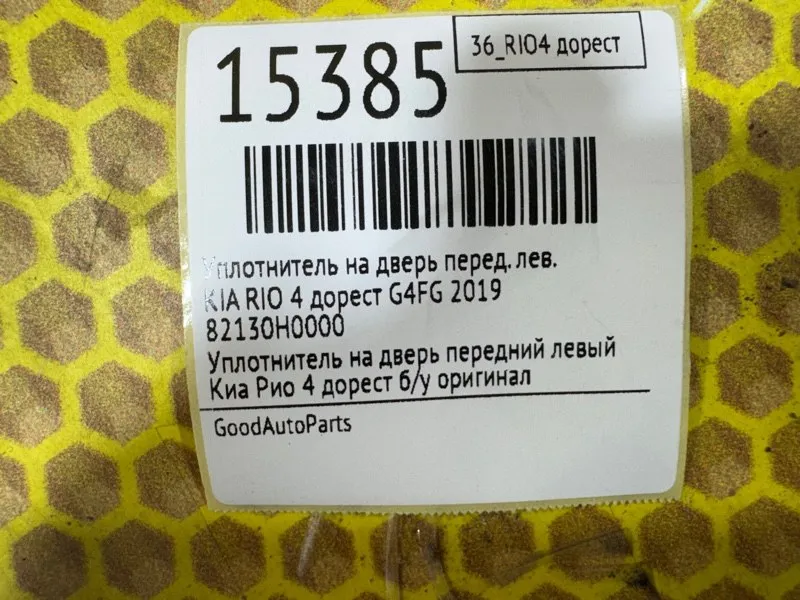 36_RIO4 дорест
15385
Уплотнитель на дверь перед. лев.
KIA RIO 4 дорест G4FG 2019
82130H0000
Уплотнитель на дверь передний левый
Киа Рио 4 дорест б/у оригинал
GoodAutoParts